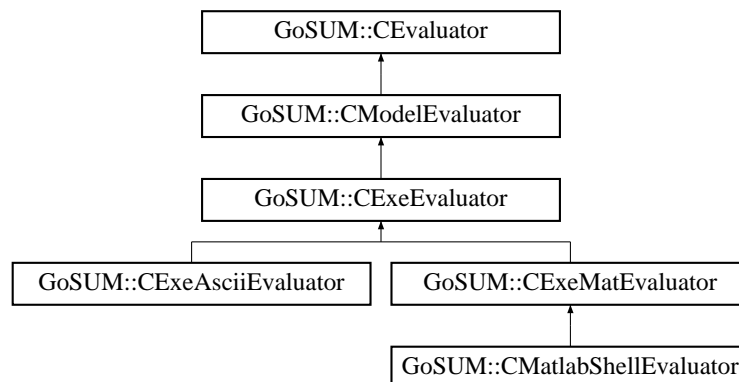 GoSUM::CEvaluator
GoSUM::CModelEvaluator
GoSUM::CExeEvaluator
GoSUM::CExeAsciiEvaluator
GoSUM::CExeMatEvaluator
GoSUM::CMatlabShellEvaluator